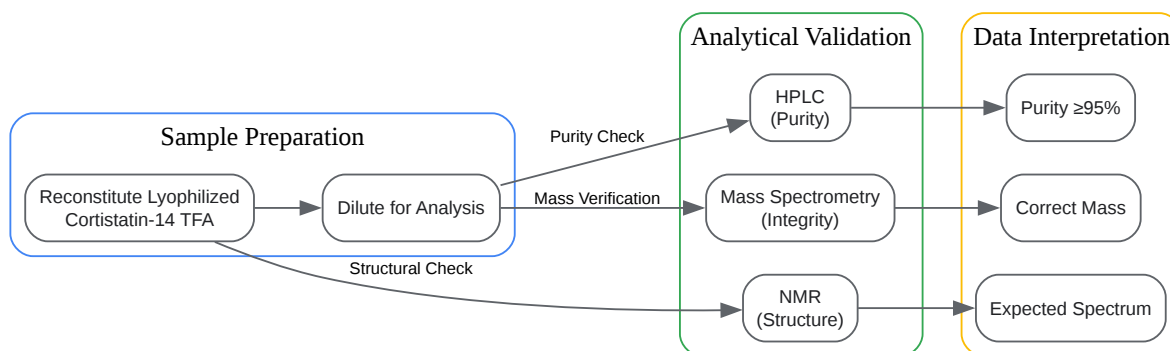 Sample Preparation
Reconstitute Lyophilized
Cortistatin-14 TFA
Dilute for Analysis
Purity Check
Mass Verification
Structural Check
Analytical Validation
HPLC
(Purity)
Mass Spectrometry
(Integrity)
NMR
(Structure)
Data Interpretation
Purity ≥95%
Correct Mass
Expected Spectrum